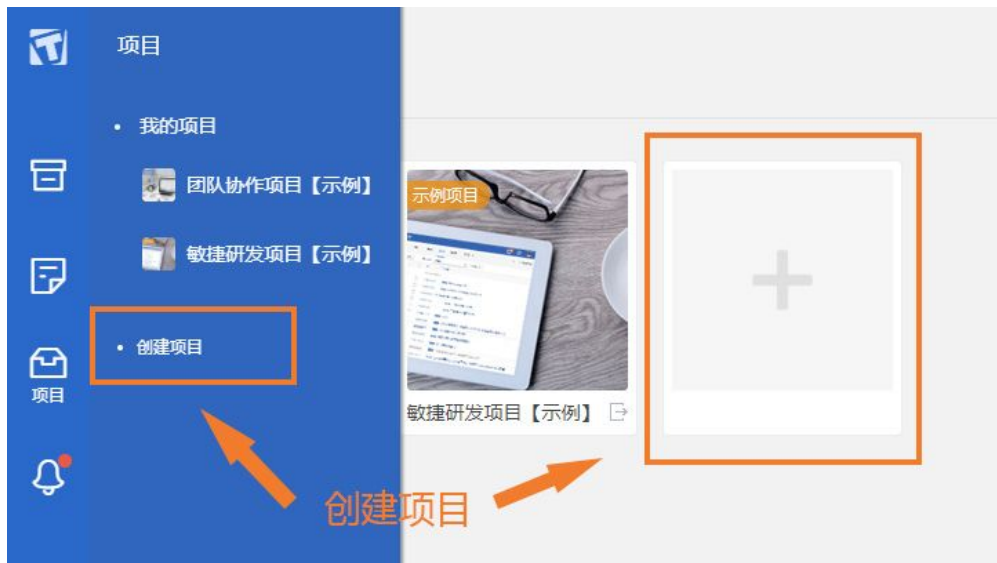 项目
• 我的项目
团队协作项目【示例】
敏捷研发项目【示例】
• 创建项目
项目
示例项目
敏捷研发项目【示例】
创建项目